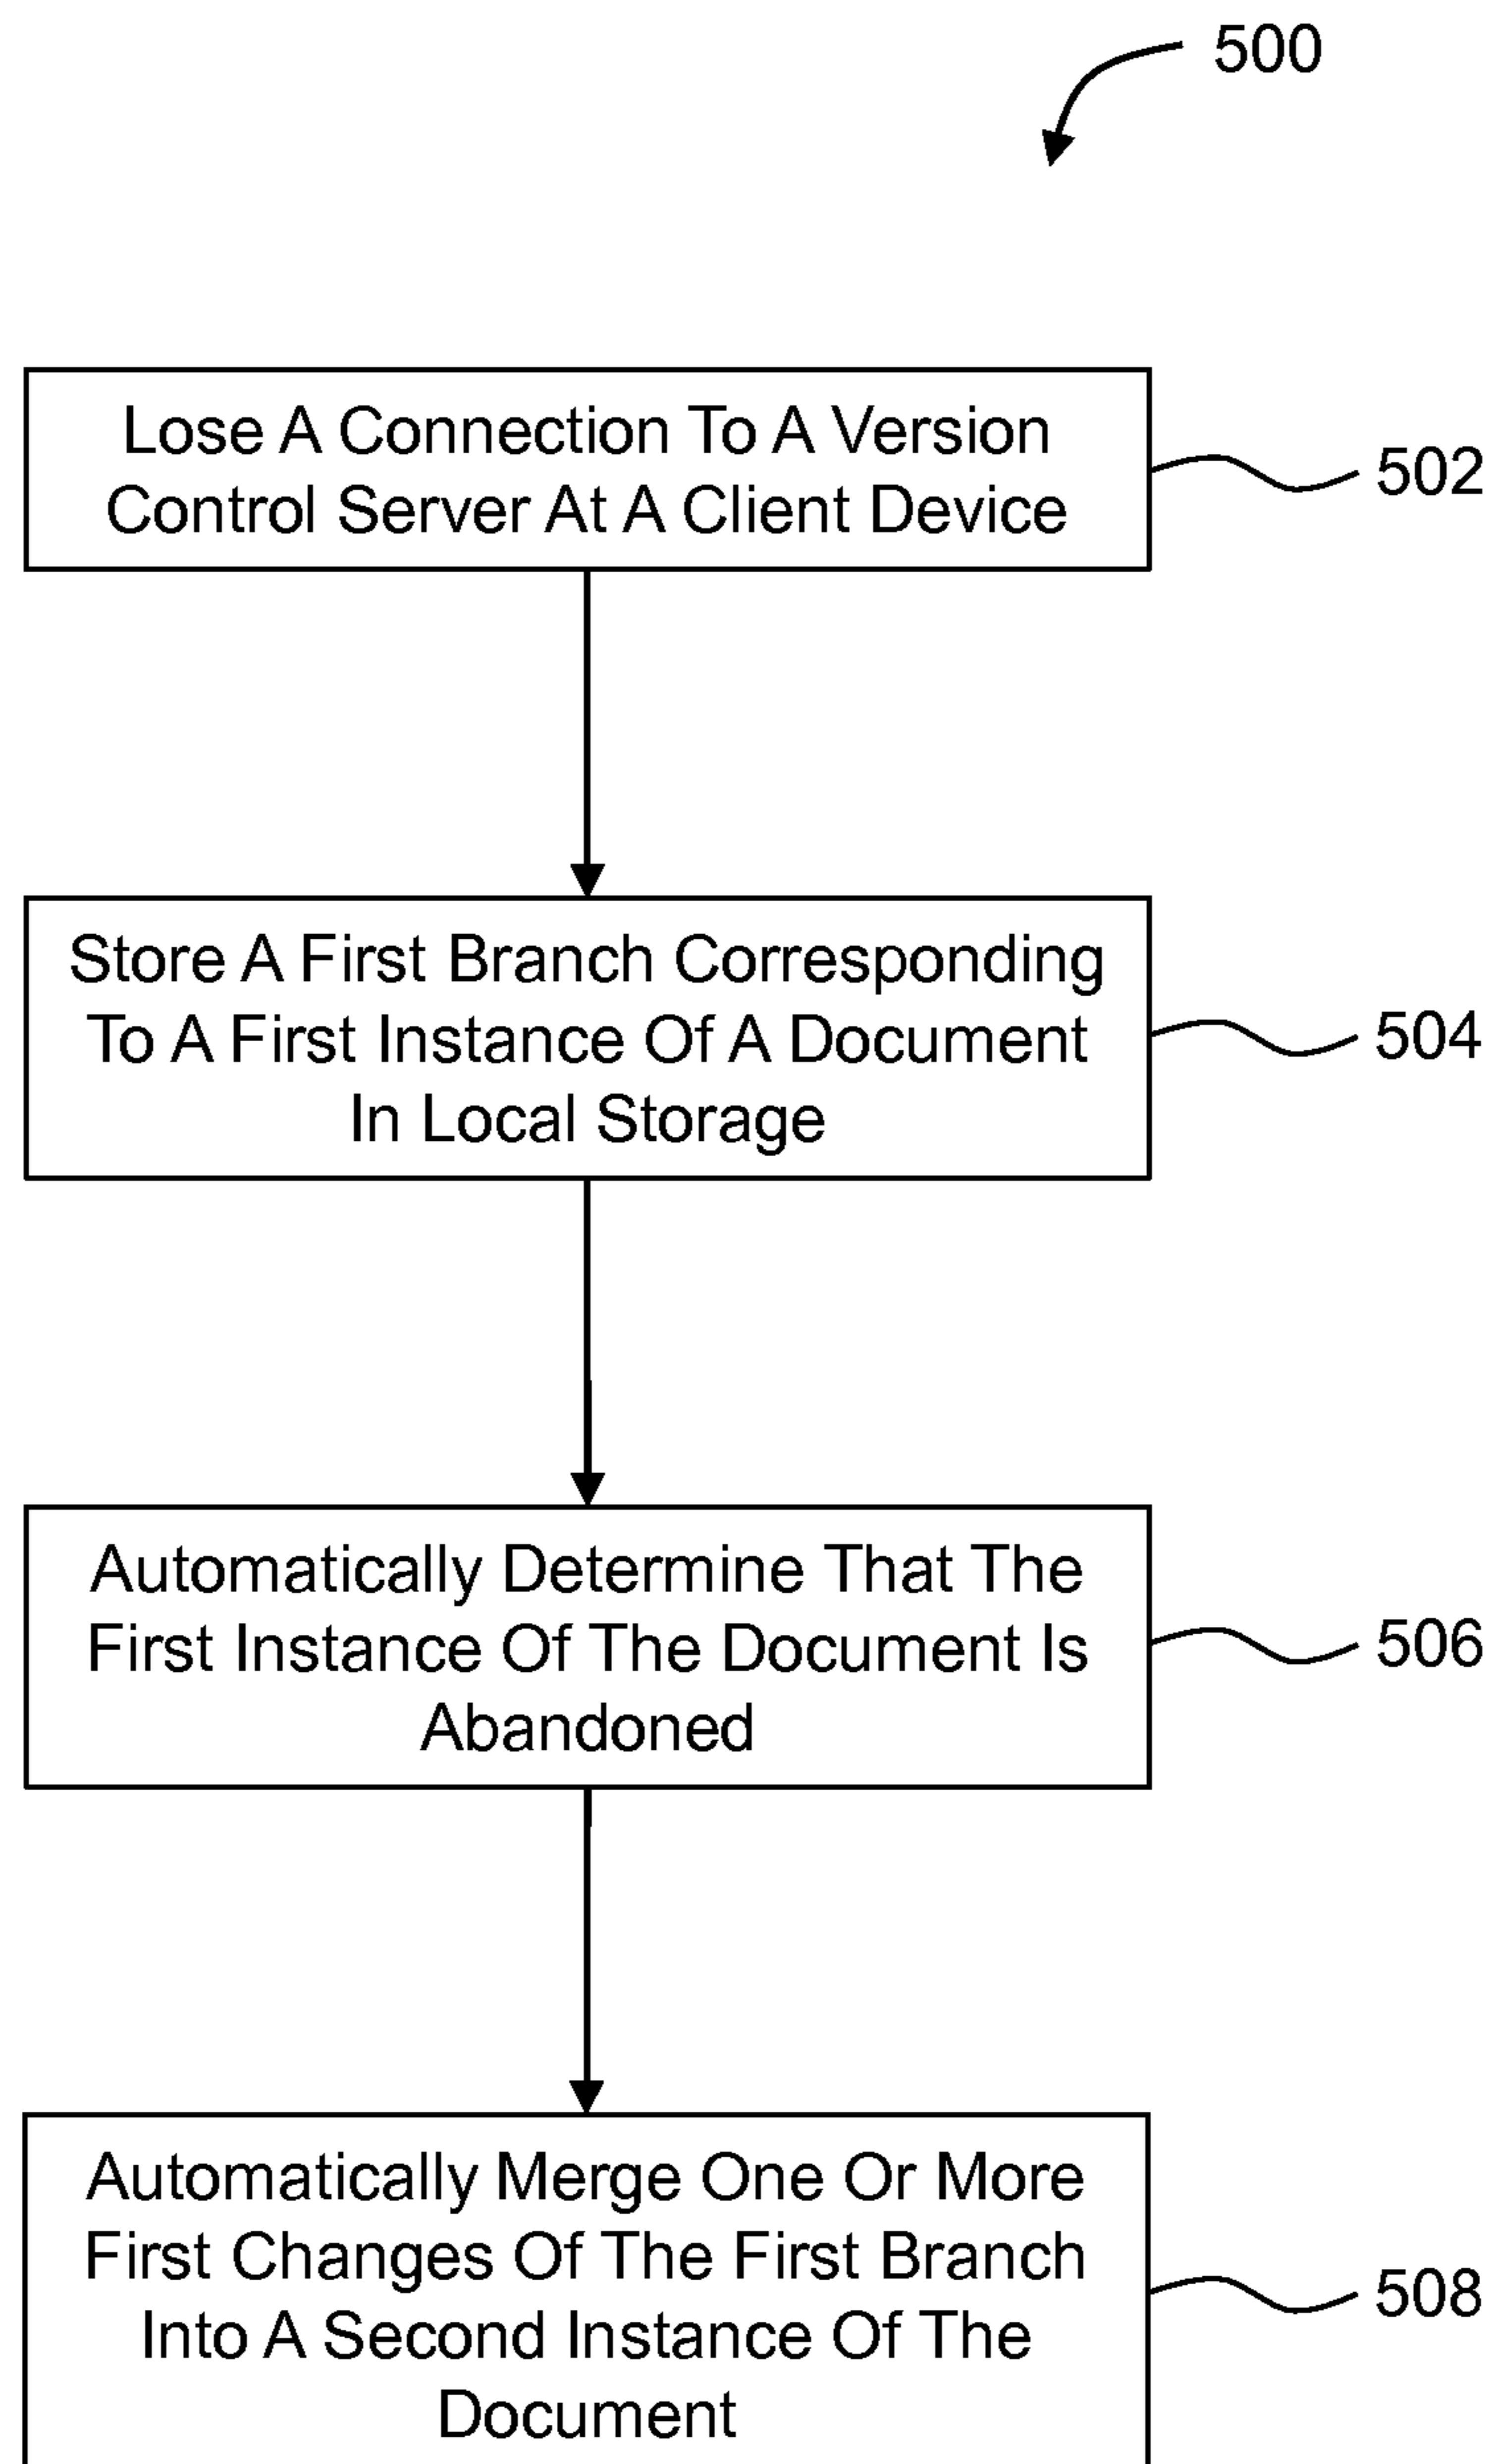 500
Lose A Connection To A Version
Control Server At A Client Device
502
Store A First Branch Corresponding
To A First Instance Of A Document
In Local Storage
504
Automatically Determine That The
First Instance Of The Document Is
Abandoned
506
Automatically Merge One Or More
First Changes Of The First Branch
Into A Second Instance Of The
Document
508